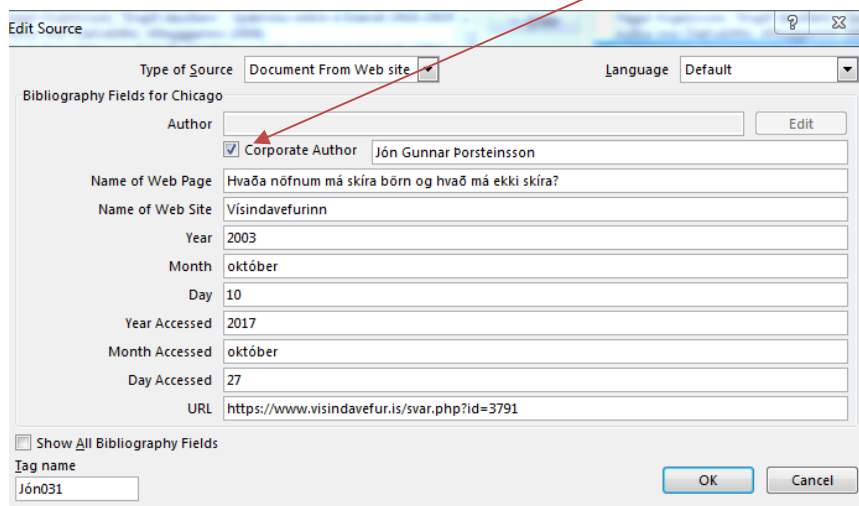 Edit Source
Type of Source Document From Web site Language Default
Bibliography Fields for Chicago
Author Edit
Corporate Author Jón Gunnar Þorsteinsson
Name of Web Page Hvaða nöfnum má skíra börn og hvað má ekki skíra?
Name of Web Site Vísindavefurinn
Year 2003
Month október
Day 10
Year Accessed 2017
Month Accessed október
Day Accessed 27
URL https://www.visindavefur.is/svar.php?id=3791
Show All Bibliography Fields
Tag name
Jón031
OK Cancel